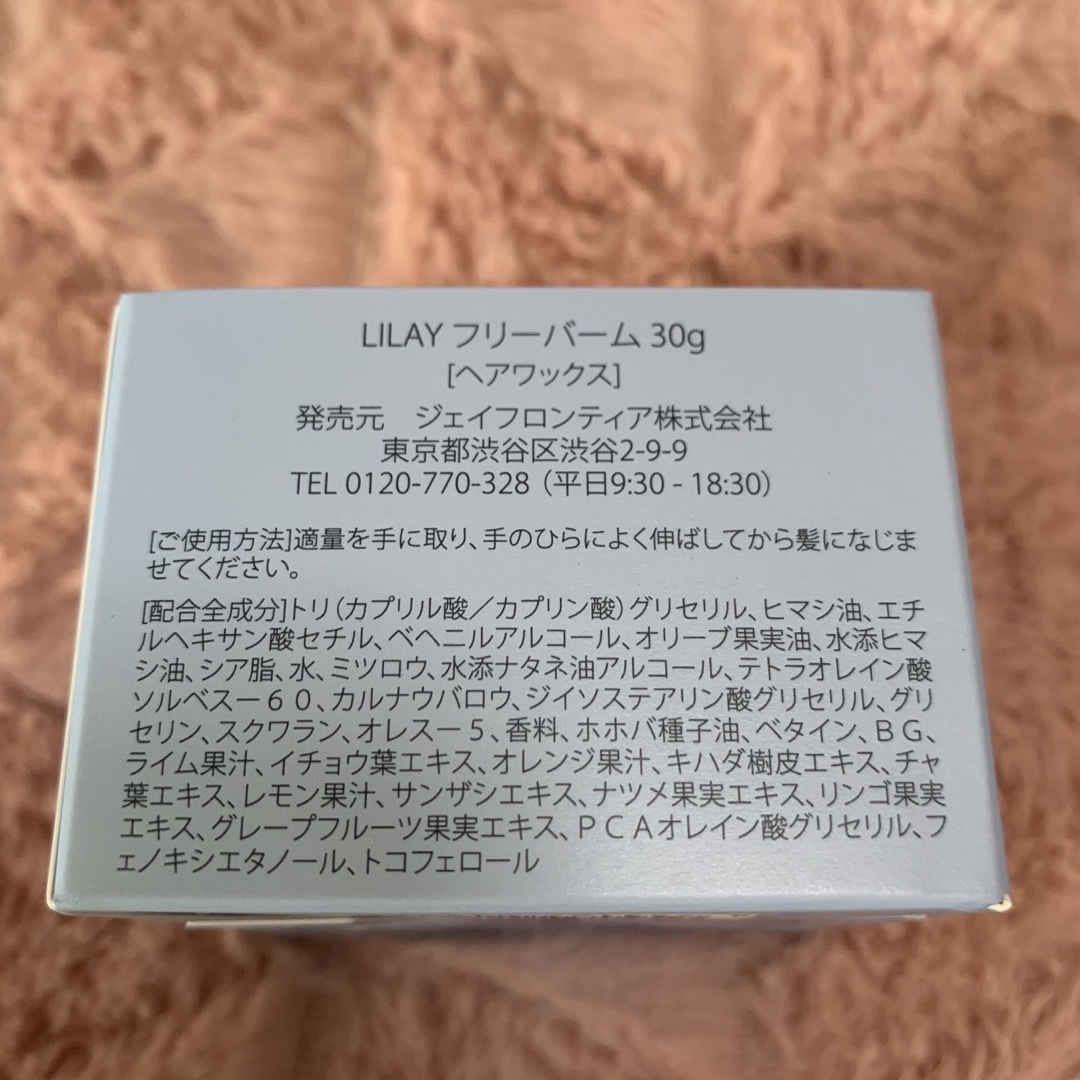 LILAY フリーバーム 30g
[ヘアワックス]
発売元　ジェイフロンティア株式会社
東京都渋谷区渋谷2-9-9
TEL 0120-770-328（平日9:30 - 18:30）
[ご使用方法]適量を手に取り、手のひらによく伸ばしてから髪になじま
せてください。
[配合全成分]トリ（カプリル酸／カプリン酸）グリセリル、ヒマシ油、エチ
ルヘキサン酸セチル、ベヘニルアルコール、オリーブ果実油、水添ヒマ
シ油、シア脂、水、ミツロウ、水添ナタネ油アルコール、テトラオレイン酸
ソルベスー６０、カルナウバロウ、ジイソステアリン酸グリセリル、グリ
セリン、スクワラン、オレスー５、香料、ホホバ種子油、ベタイン、ＢＧ、
ライム果汁、イチョウ葉エキス、オレンジ果汁、キハダ樹皮エキス、チャ
葉エキス、レモン果汁、サンザシエキス、ナツメ果実エキス、リンゴ果実
エキス、グレープフルーツ果実エキス、ＰＣＡオレイン酸グリセリル、フ
ェノキシエタノール、トコフェロール